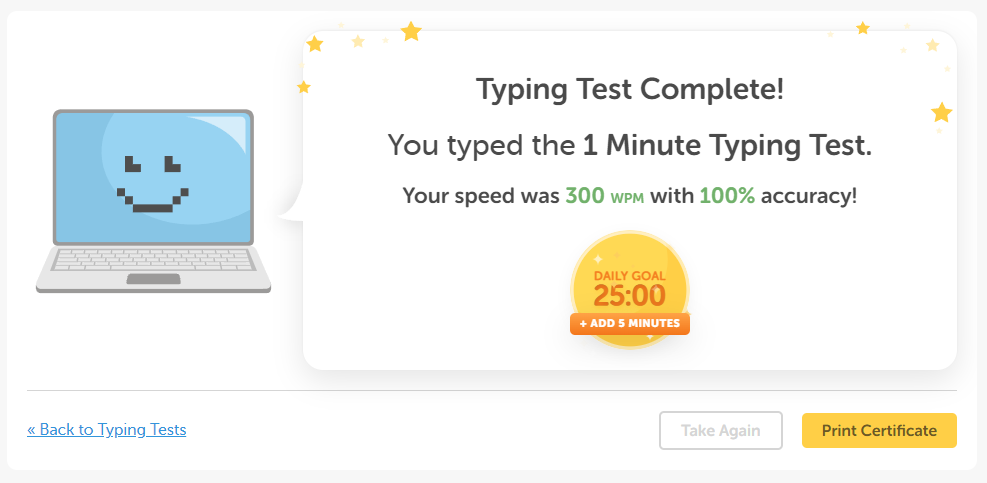 Typing Test Complete!
You typed the 1 Minute Typing Test.
Your speed was 300 WPM with 100% accuracy!
DAILY GOAL
25:00
+ ADD 5 MINUTES
« Back to Typing Tests
Take Again
Print Certificate